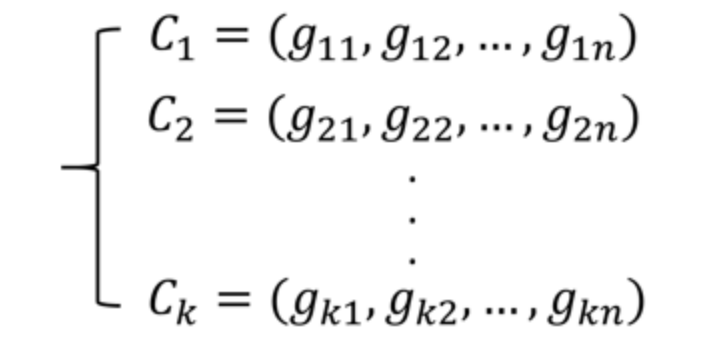 C₁ = (g₁₁, g₁₂, ..., g₁ₙ)
C₂ = (g₂₁, g₂₂, ..., g₂ₙ)
.
.
.
Cₖ = (gₖ₁, gₖ₂, ..., gₖₙ)